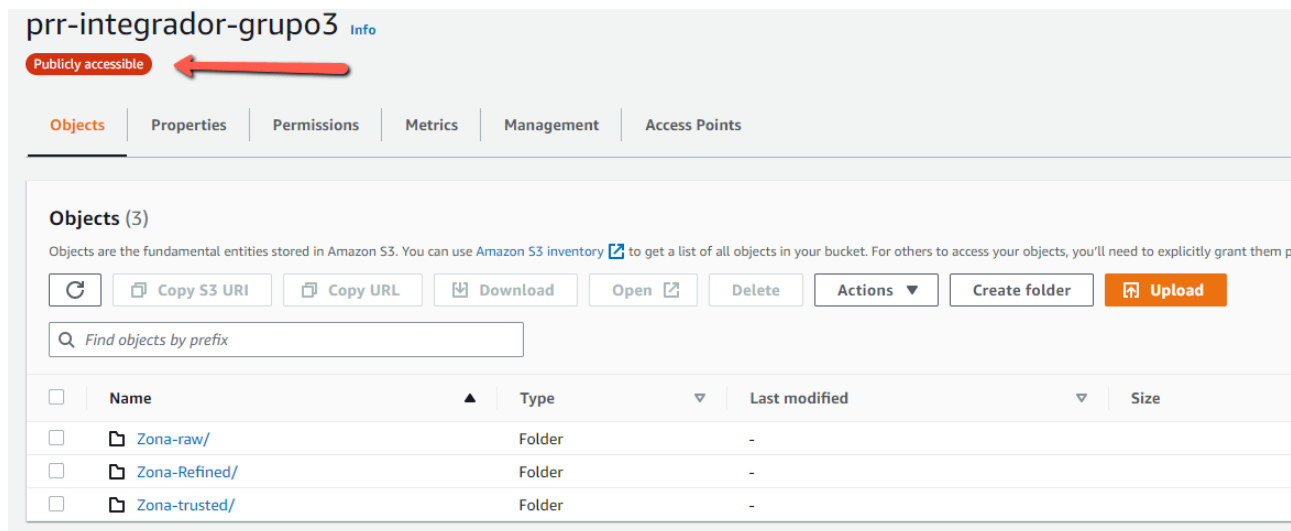 prr-integrador-grupo3 Info
Publicly accessible
Objects Properties Permissions Metrics Management Access Points
Objects (3)
Objects are the fundamental entities stored in Amazon S3. You can use Amazon S3 inventory to get a list of all objects in your bucket. For others to access your objects, you'll need to explicitly grant them p
Copy S3 URI Copy URL Download Open Delete Actions Create folder Upload
Find objects by prefix
Name Type Last modified Size
Zona-raw/ Folder -
Zona-Refined/ Folder -
Zona-trusted/ Folder -